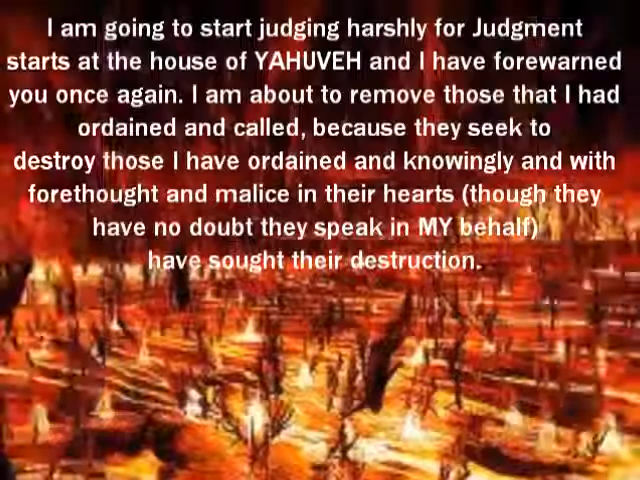 I am going to start judging harshly for Judgment
starts at the house of YAHUVEH and I have forewarned
you once again. I am about to remove those that I had
ordained and called, because they seek to
destroy those I have ordained and knowingly and with
forethought and malice in their hearts (though they
have no doubt they speak in MY behalf)
have sought their destruction.